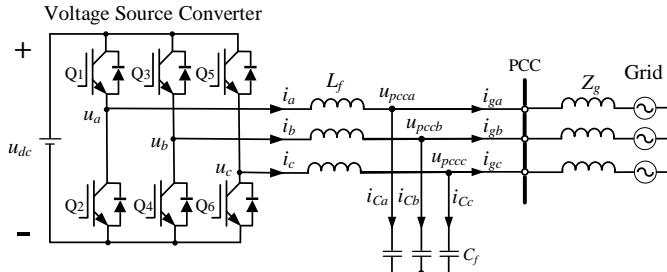 Voltage Source Converter
+
Q1 Q3 Q5
L_f
PCC
Z_g
Grid
i_a
u_pcca
i_ga
u_a
i_b
u_pccb
i_gb
u_dc
u_b
i_c
u_pccc
i_gc
u_c
i_Ca i_Cb i_Cc
Q2 Q4 Q6
-
C_f